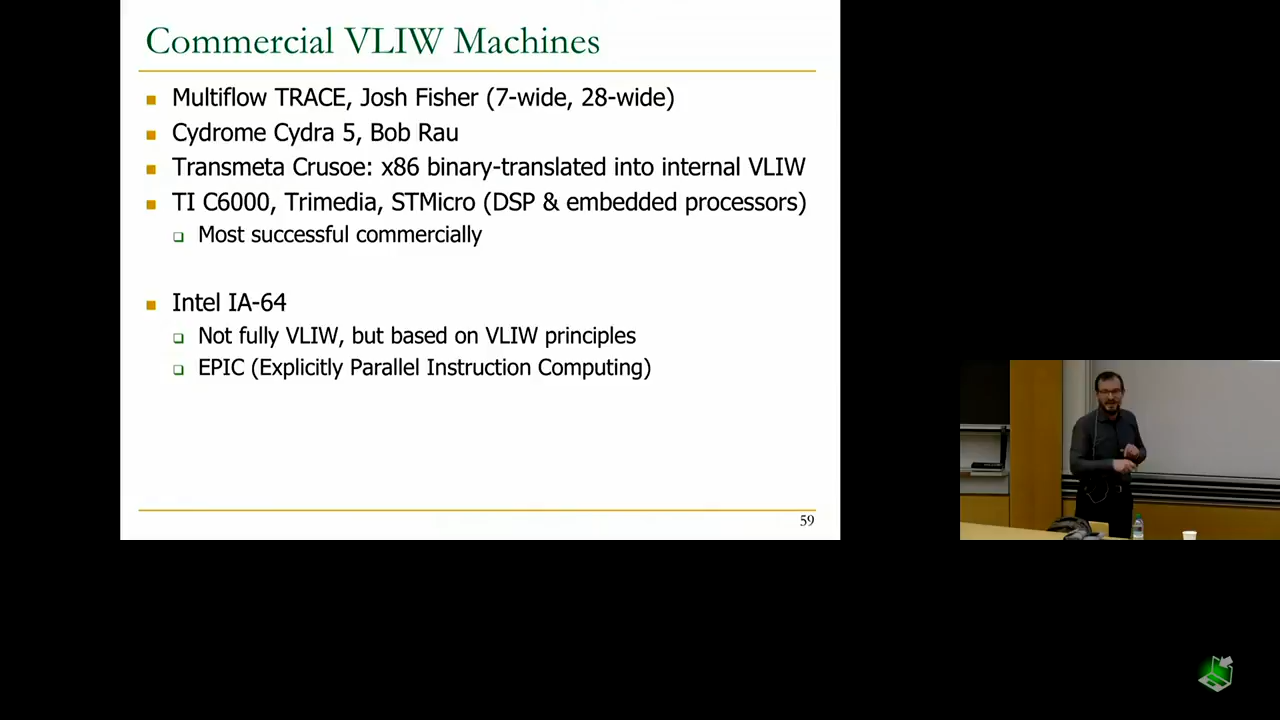 Commercial VLIW Machines
Multiflow TRACE, Josh Fisher (7-wide, 28-wide)
Cydrome Cydra 5, Bob Rau
Transmeta Crusoe: x86 binary-translated into internal VLIW
TI C6000, Trimedia, STMicro (DSP & embedded processors)
Most successful commercially
Intel IA-64
Not fully VLIW, but based on VLIW principles
EPIC (Explicitly Parallel Instruction Computing)
59